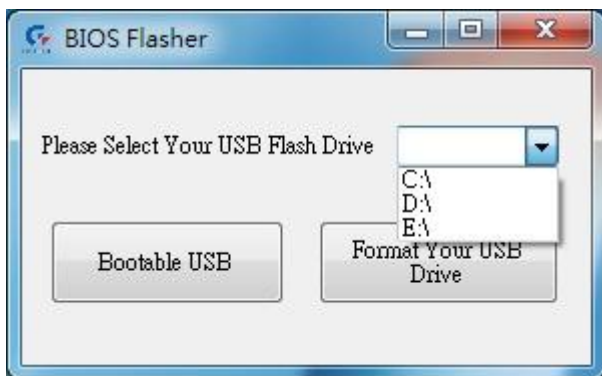 BIOS Flasher
Please Select Your USB Flash Drive
C:\
D:\
E:\
Bootable USB
Format Your USB
Drive